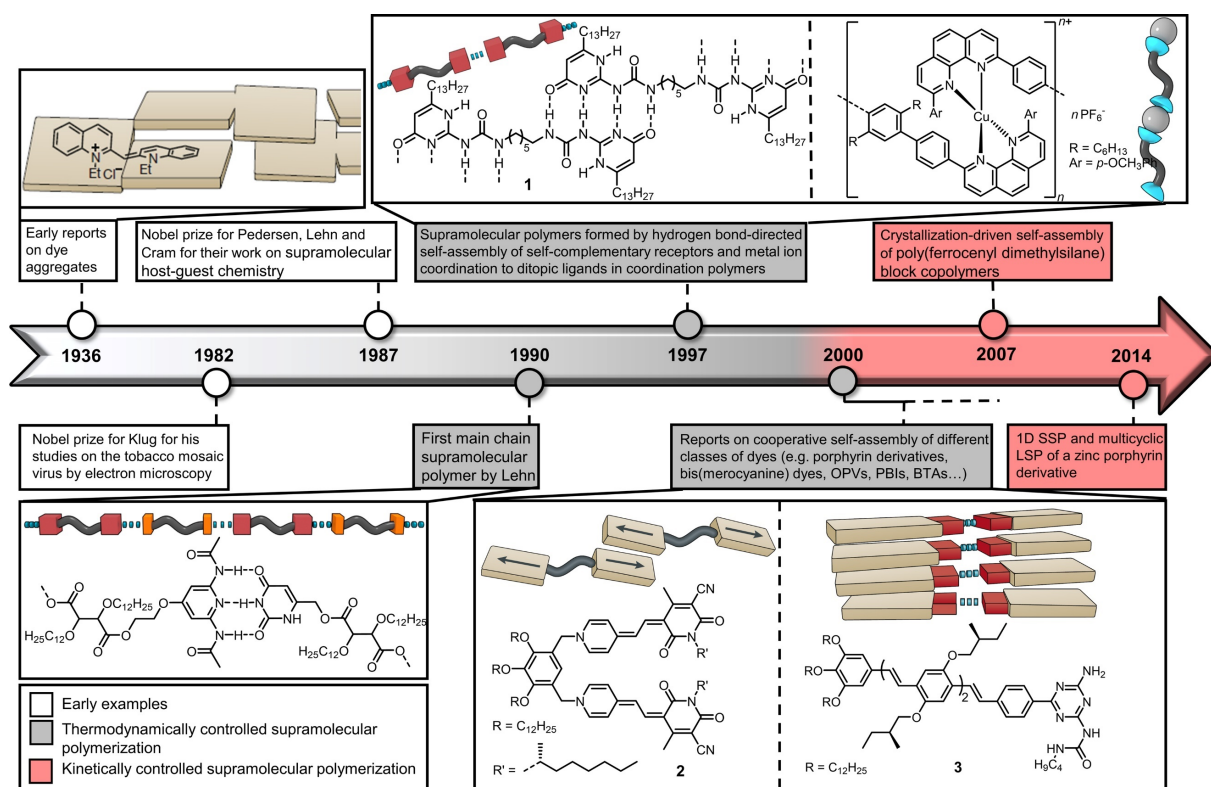 C13H27
N
H
O
N
N
H
O
N
H
5
H
N
O
H
N
N
O
H
N
C13H27
C13H27
N
H
O
N
N
H
O
N
H
5
H
N
O
H
N
N
O
H
N
C13H27
1
n+
N
N
N
N
Cu
Ar
Ar
R
R
n
n PF6-
R = C6H13
Ar = p-OCH3Ph
N+
Et
Cl-
N
Et
Early reports
on dye
aggregates
Nobel prize for Pedersen, Lehn and
Cram for their work on supramolecular
host-guest chemistry
Supramolecular polymers formed by hydrogen bond-directed
self-assembly of self-complementary receptors and metal ion
coordination to ditopic ligands in coordination polymers
Crystallization-driven self-assembly
of poly(ferrocenyl dimethylsilane)
block copolymers
1936
1982
1987
1990
1997
2000
2007
2014
Nobel prize for Klug for his
studies on the tobacco mosaic
virus by electron microscopy
First main chain
supramolecular
polymer by Lehn
Reports on cooperative self-assembly of different
classes of dyes (e.g. porphyrin derivatives,
bis(merocyanine) dyes, OPVs, PBIs, BTAs…)
1D SSP and multicyclic
LSP of a zinc porphyrin
derivative
O
N-H
O
O
O
OC12H25
O
O
H25C12O
N
N-H
O
O
H-N
NH
O
O
O
OC12H25
H25C12O
O
O
Early examples
Thermodynamically controlled supramolecular
polymerization
Kinetically controlled supramolecular polymerization
CN
O
N
O
R'
RO
RO
RO
N
N
R'
N
O
O
CN
R = C12H25
R' =
2
RO
RO
RO
O
O
2
NH2
N
N
N
NH
HN
O
H9C4
R = C12H25
3